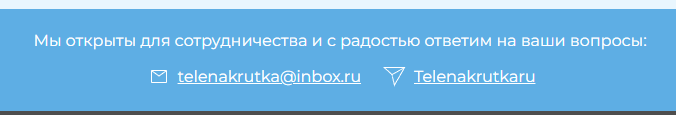 Мы открыты для сотрудничества и с радостью ответим на ваши вопросы:
telenakrutka@inbox.ru Telenakrutkaru